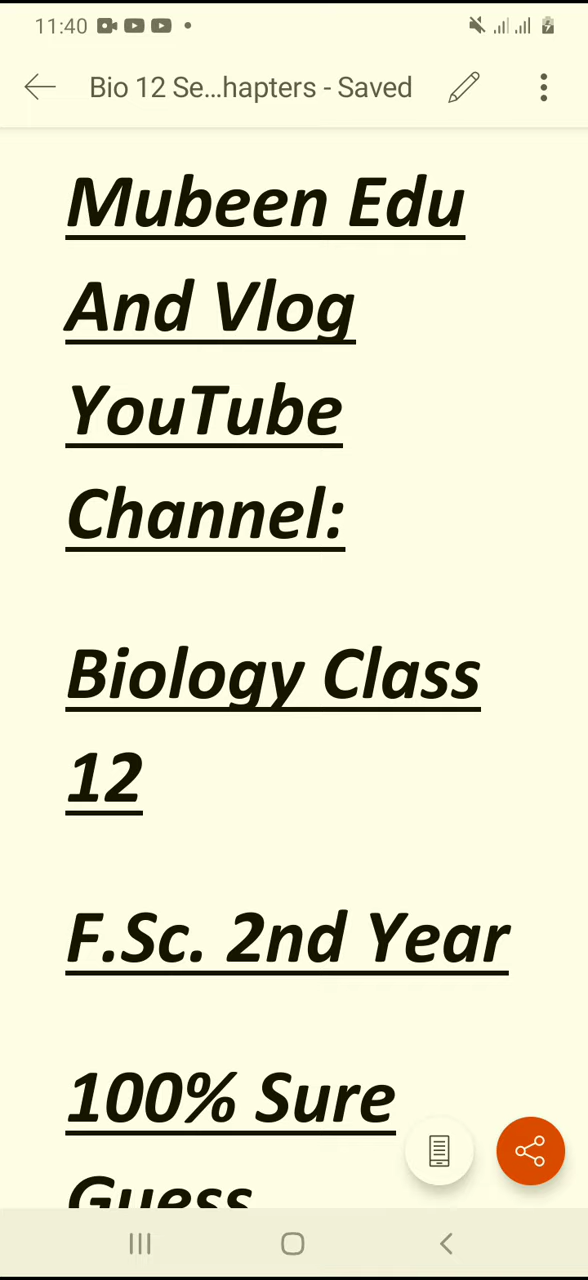 11:40
Bio 12 Se...hapters - Saved
Mubeen Edu
And Vlog
YouTube
Channel:
Biology Class
12
F.Sc. 2nd Year
100% Sure
Guess